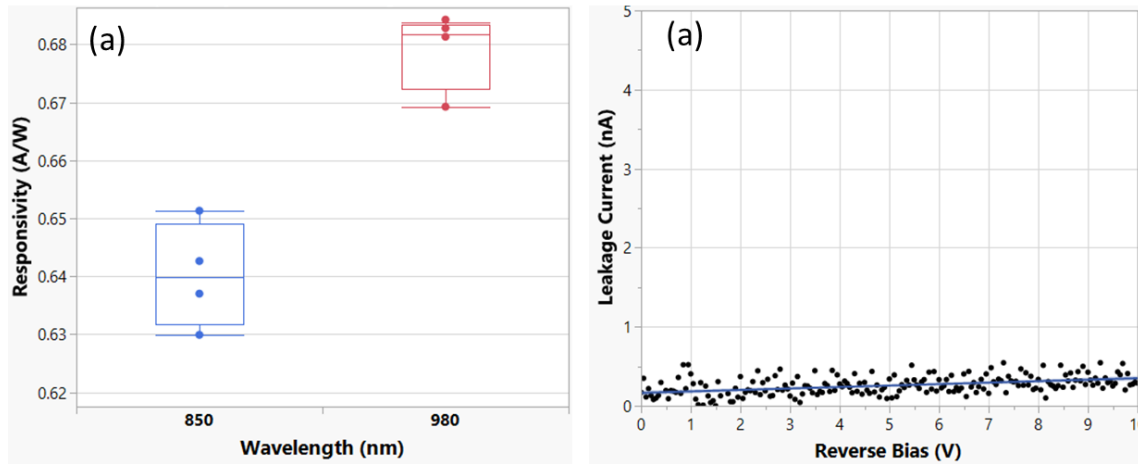 (a)
Responsivity (A/W)
0.68
0.67
0.66
0.65
0.64
0.63
0.62
850 980
Wavelength (nm)
(a)
Leakage Current (nA)
5
4
3
2
1
0
0 1 2 3 4 5 6 7 8 9 10
Reverse Bias (V)